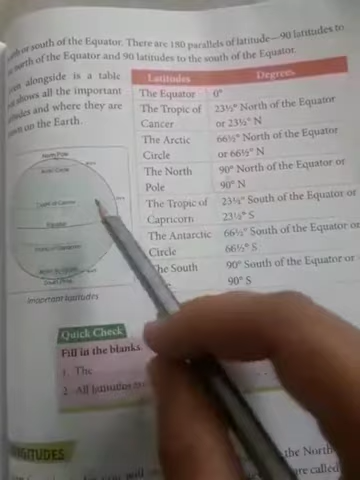 or south of the Equator. There are 180 parallels of latitude—90 latitudes to
north of the Equator and 90 latitudes to the south of the Equator.
alongside is a table
shows all the important
and where they are
on the Earth.
Latitudes Degrees
The Equator 0°
The Tropic of Cancer 23½° North of the Equator or 23½° N
The Arctic Circle 66½° North of the Equator or 66½° N
The North Pole 90° North of the Equator or 90° N
The Tropic of Capricorn 23½° South of the Equator or 23½° S
The Antarctic Circle 66½° South of the Equator or 66½° S
The South 90° South of the Equator or 90° S
North Pole
Arctic Circle
Tropic of Cancer
Equator
Tropic of Capricorn
South Pole
Important latitudes
Quick Check
Fill in the blanks.
1. The
2. All latitudes
the North
are called